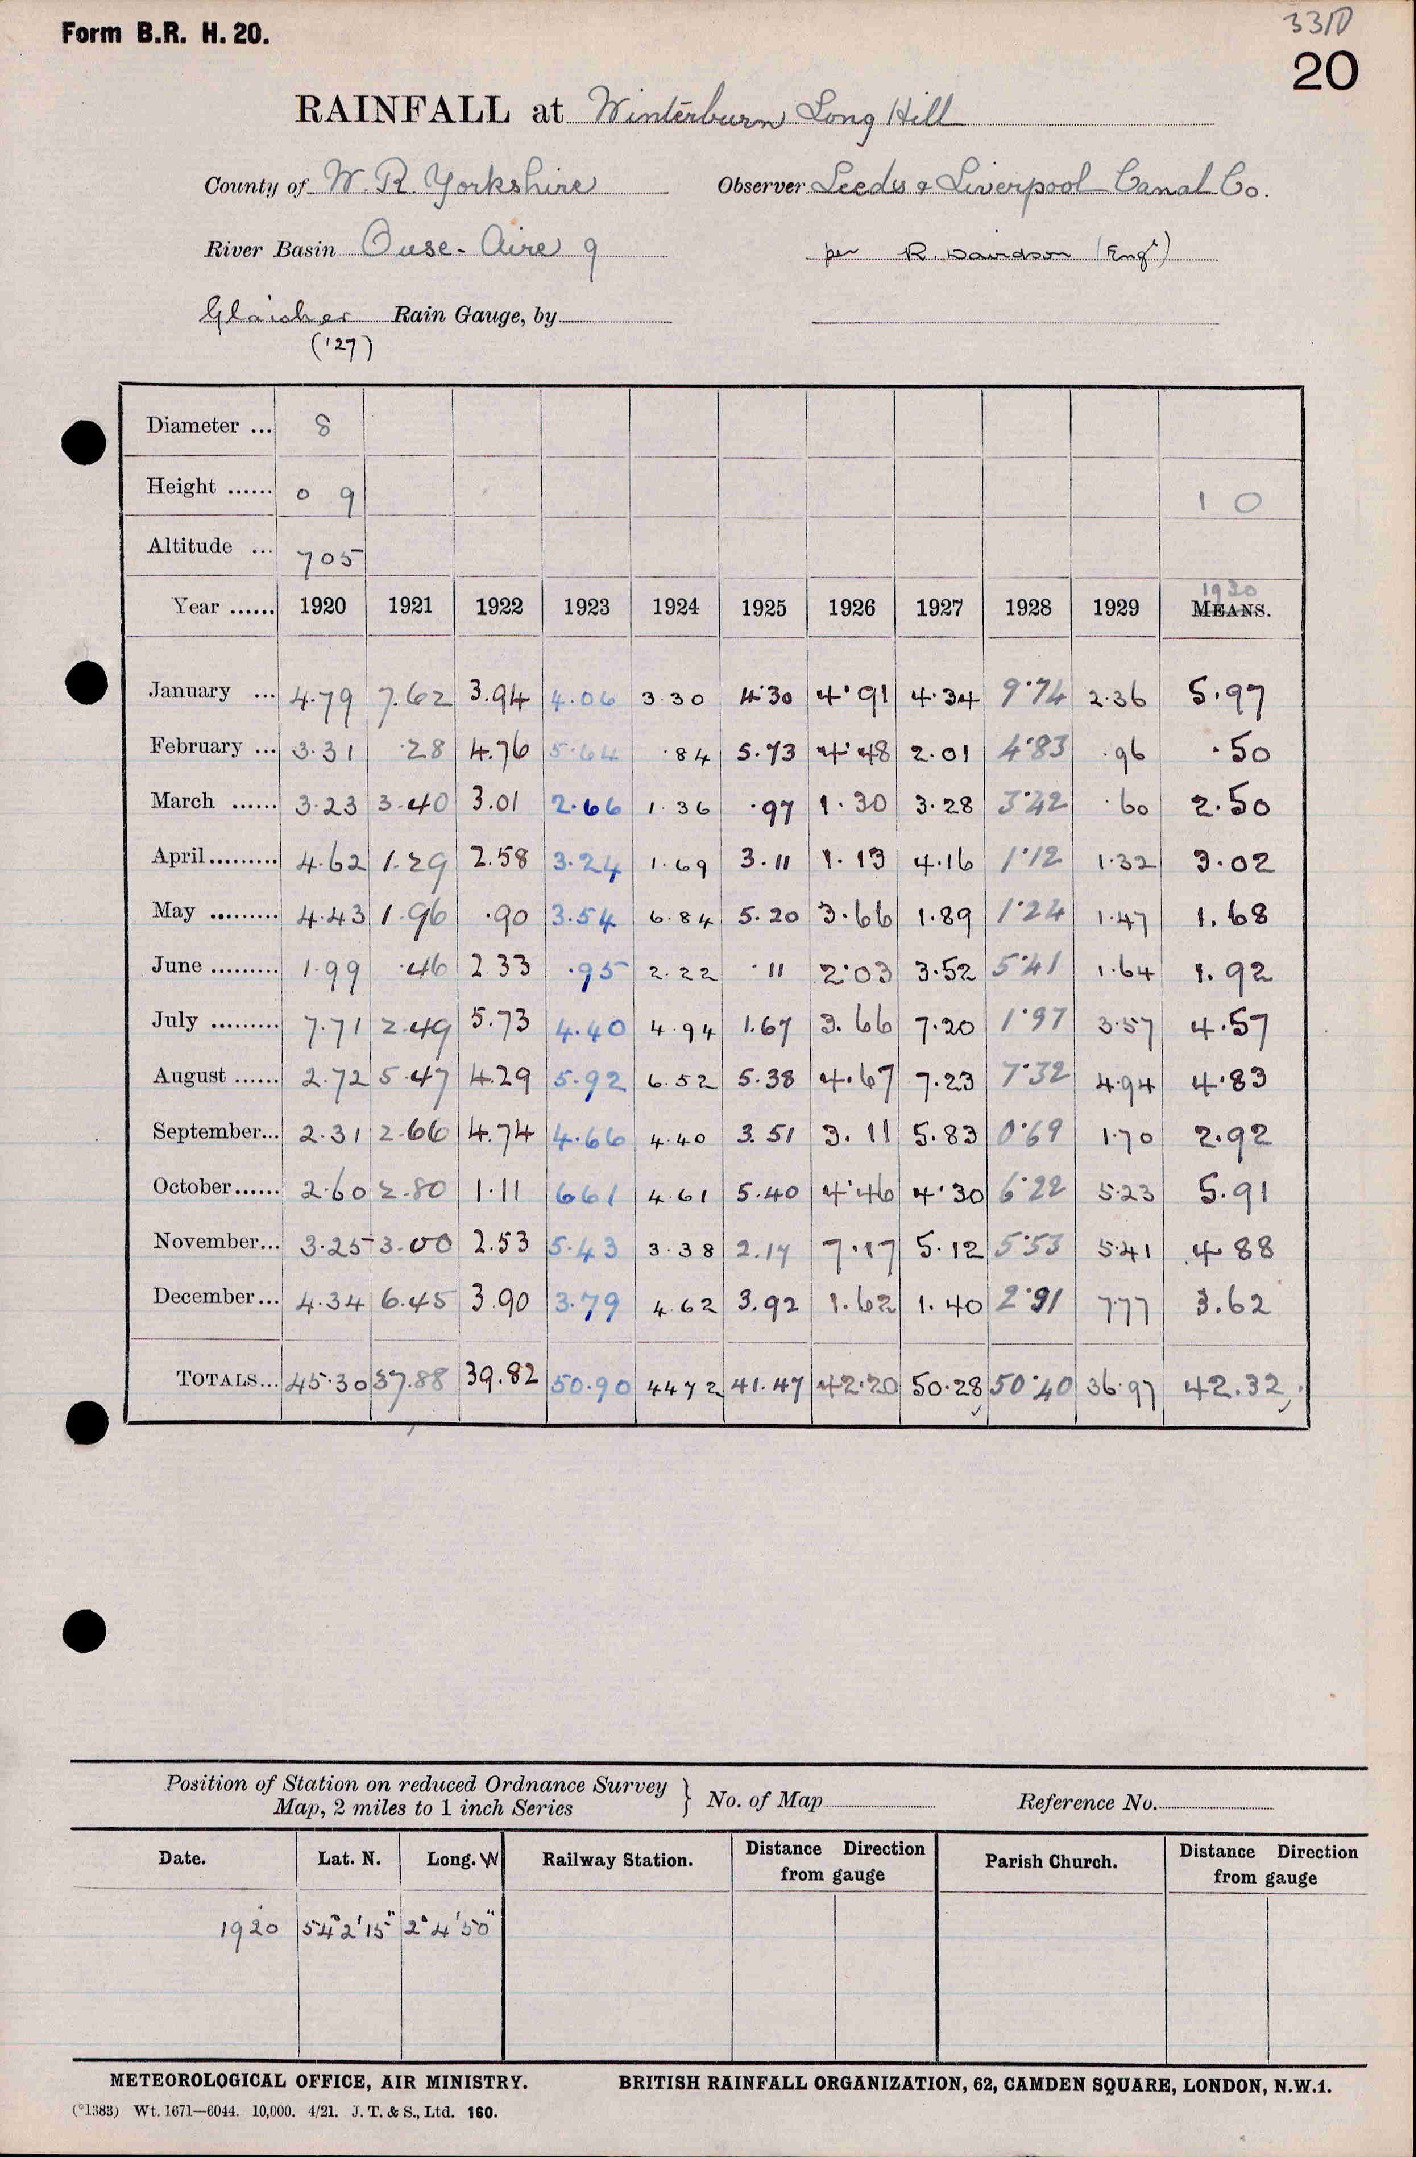 Form B.R. H. 20.
20
RAINFALL at Winterburn Long Hill
County of W. R. Yorkshire Observer Leeds & Liverpool Canal Co.
River Basin Ouse - Aire 9 per R. Davidson (Engr)
Glaisher Rain Gauge, by
('27)
Diameter ... 8
Height ...... 0 9 1 0
Altitude ... 705
Year ...... 1920 1921 1922 1923 1924 1925 1926 1927 1928 1929 1930 MEANS.
January ... 4.79 7.62 3.94 4.06 3.30 4.30 4.91 4.34 9.74 2.36 5.97
February ... 3.31 .28 4.76 5.64 .84 5.73 4.48 2.01 4.83 .96 .50
March ...... 3.23 3.40 3.01 2.66 1.36 .97 1.30 3.28 3.42 .60 2.50
April......... 4.62 1.29 2.58 3.24 1.69 3.11 1.13 4.16 1.12 1.32 3.02
May ......... 4.43 1.96 .90 3.54 6.84 5.20 3.66 1.89 1.24 1.47 1.68
June ......... 1.99 .46 2 33 .95 2.22 .11 2.03 3.52 5.41 1.64 1.92
July ......... 7.71 2.49 5.73 4.40 4.94 1.67 3.66 7.20 1.97 3.57 4.57
August ...... 2.72 5.47 4.29 5.92 6.52 5.38 4.67 7.23 7.32 4.94 4.83
September... 2.31 2.66 4.74 4.66 4.40 3.51 3.11 5.83 0.69 1.70 2.92
October...... 2.60 2.80 1.11 6 61 4.61 5.40 4.46 4.30 6.22 5.23 5.91
November... 3.25 3.00 2.53 5.43 3.38 2.17 7.17 5.12 5.53 5.41 4 88
December... 4.34 6.45 3.90 3.79 4.62 3.92 1.62 1.40 2.91 7.77 3.62
TOTALS... 45.30 37.88 39.82 50.90 44 72 41.47 42.20 50.28 50.40 36.97 42.32
Position of Station on reduced Ordnance Survey
Map, 2 miles to 1 inch Series } No. of Map Reference No.
Date. Lat. N. Long. W Railway Station. Distance Direction from gauge Parish Church. Distance Direction from gauge
1920 54° 2' 15" 2° 4' 50"
METEOROLOGICAL OFFICE, AIR MINISTRY. BRITISH RAINFALL ORGANIZATION, 62, CAMDEN SQUARE, LONDON, N.W.1.
(*1383) Wt. 1671—6044. 10,000. 4/21. J. T. & S., Ltd. 160.